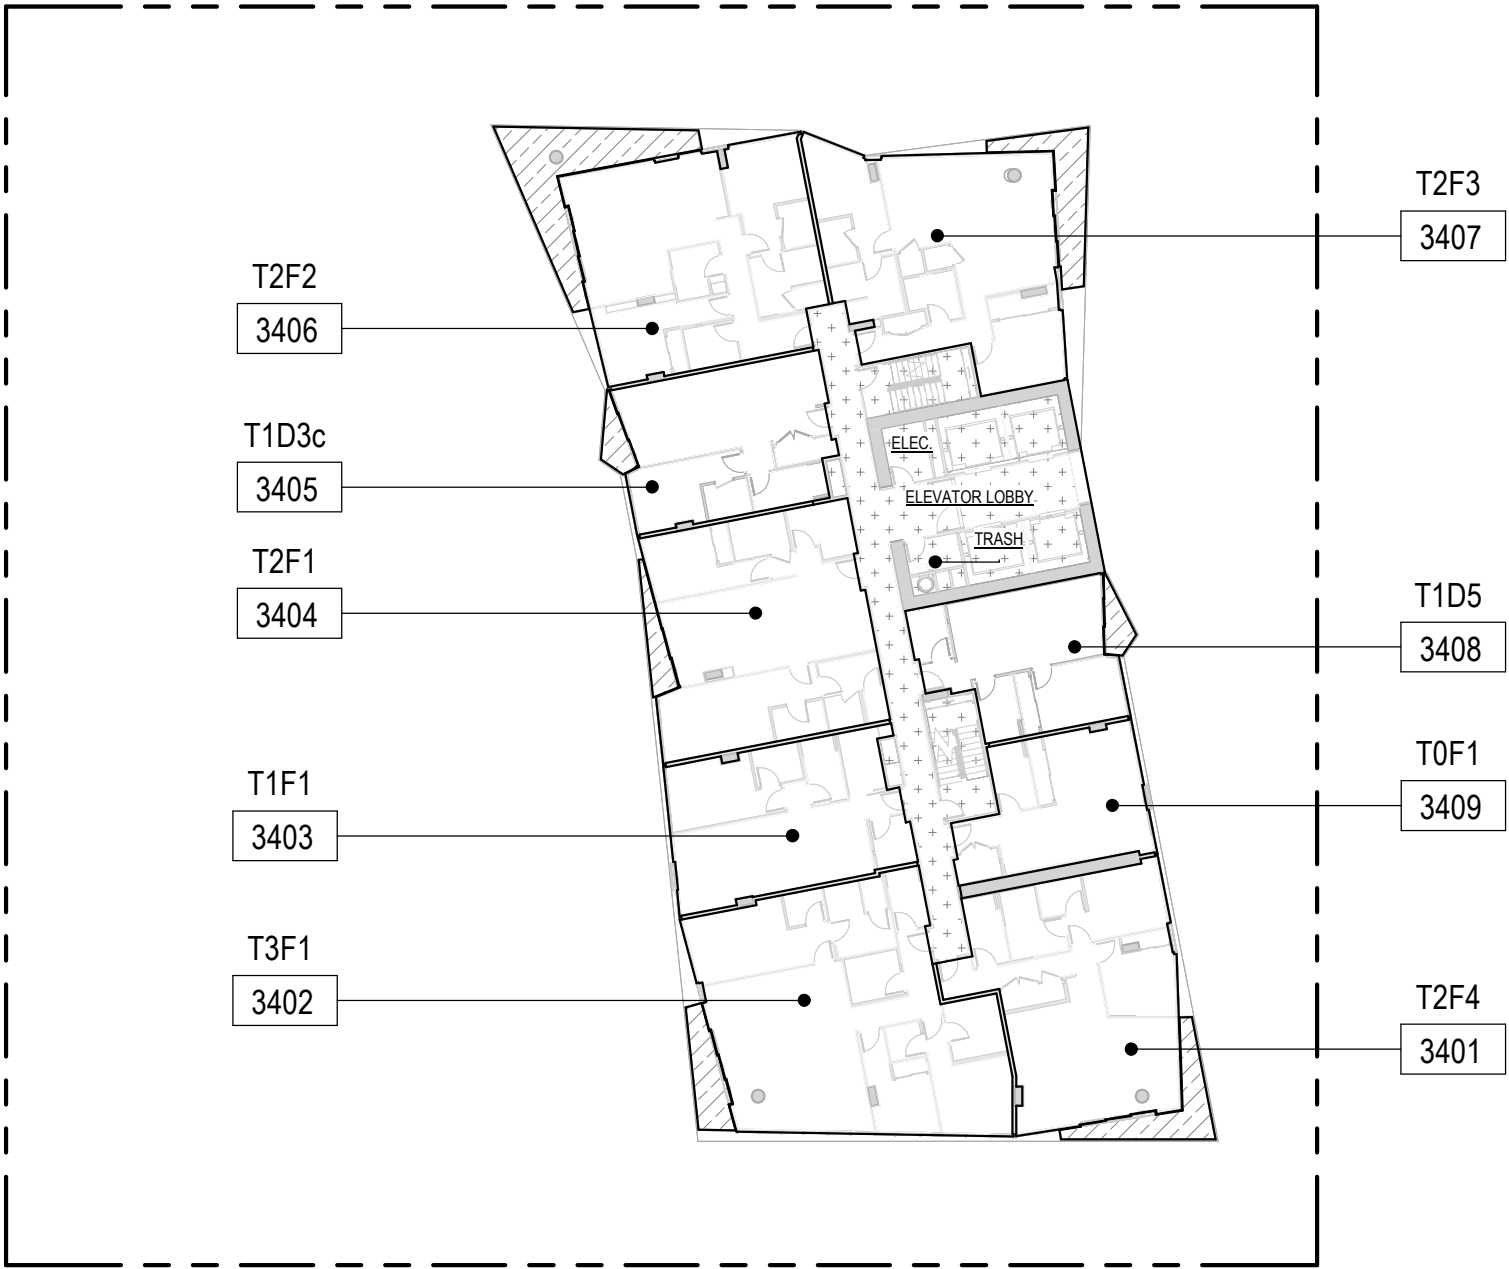 T2F3
3407
T2F2
3406
T1D3c
3405
ELEC.
ELEVATOR LOBBY
TRASH
T2F1
3404
T1D5
3408
T0F1
3409
T1F1
3403
T3F1
3402
T2F4
3401